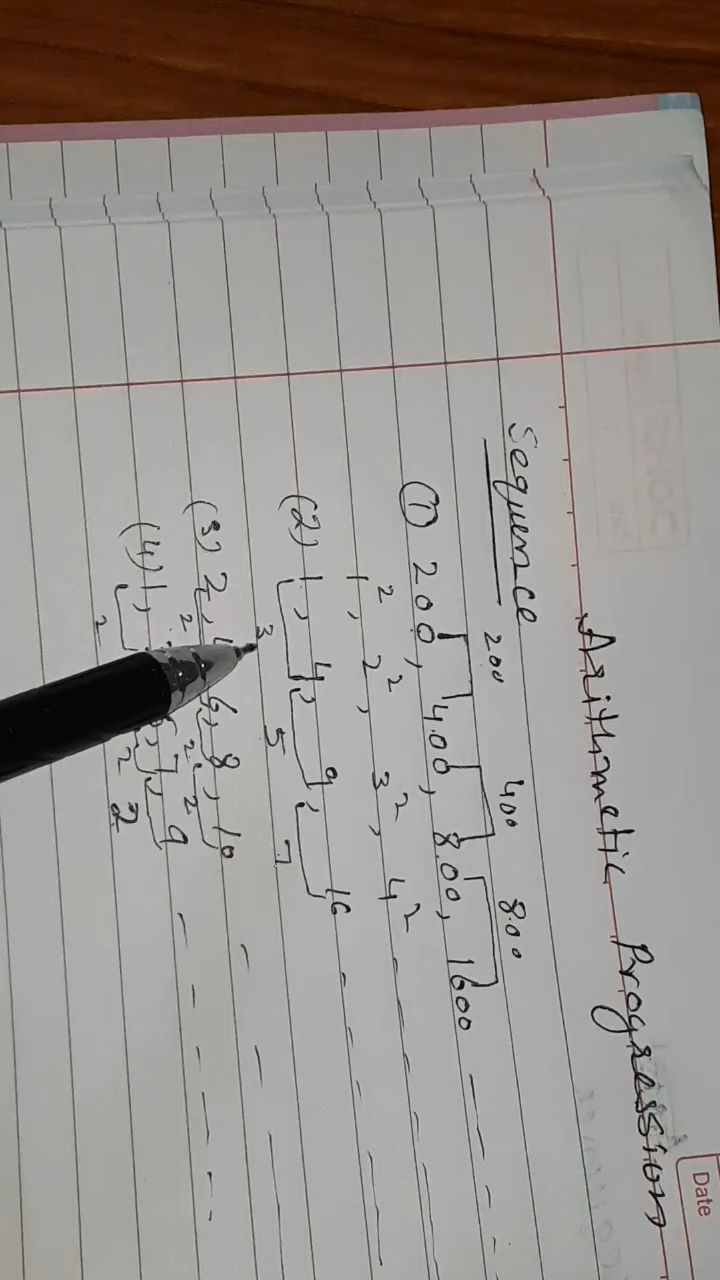 Date
Arithmetic Progression
Sequence
200 400 800
① 200, 400, 800, 1600 - - -
1², 2², 3², 4² - - - -
(2) 1, 4, 9, 16 - - - -
3 5 7
(3) 2, 4, 6, 8, 10 - - -
2 2 2 2
(4) 1, 7, 9 - - - - -
2 2 2